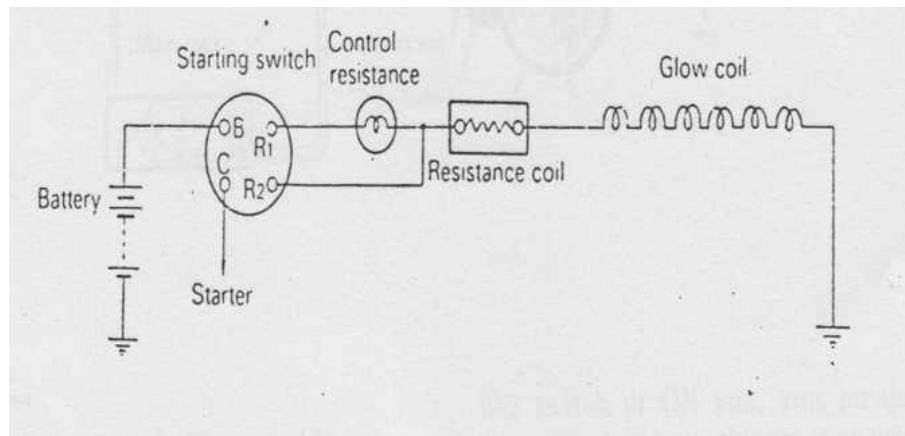 Control
resistance
Starting switch
Glow coil
B
R1
C
R2
Resistance coil
Battery
Starter